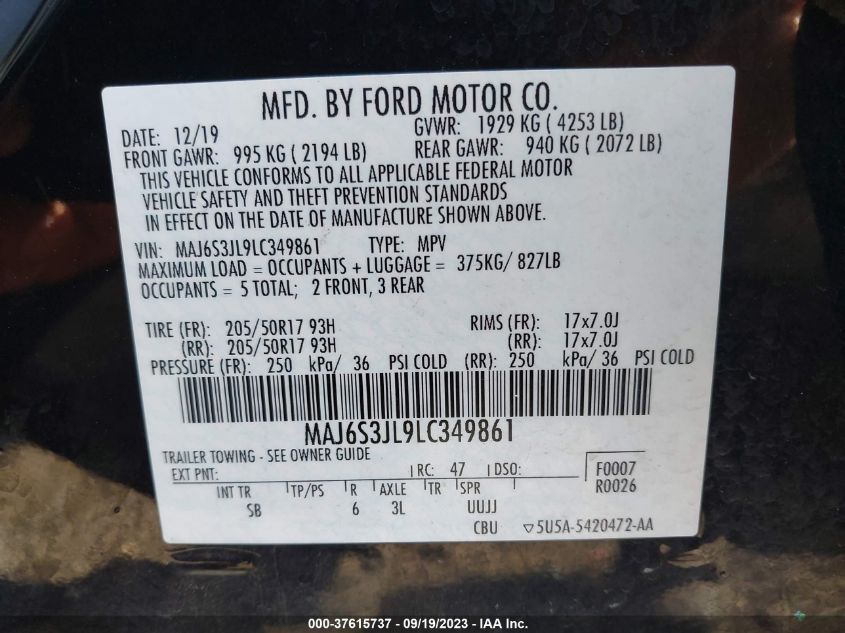 MFD. BY FORD MOTOR CO.
DATE: 12/19 GVWR: 1929 KG ( 4253 LB)
FRONT GAWR: 995 KG ( 2194 LB) REAR GAWR: 940 KG ( 2072 LB)
THIS VEHICLE CONFORMS TO ALL APPLICABLE FEDERAL MOTOR
VEHICLE SAFETY AND THEFT PREVENTION STANDARDS
IN EFFECT ON THE DATE OF MANUFACTURE SHOWN ABOVE.
VIN: MAJ6S3JL9LC349861 TYPE: MPV
MAXIMUM LOAD = OCCUPANTS + LUGGAGE = 375KG/ 827LB
OCCUPANTS = 5 TOTAL; 2 FRONT, 3 REAR
TIRE (FR): 205/50R17 93H RIMS (FR): 17x7.0J
(RR): 205/50R17 93H (RR): 17x7.0J
PRESSURE (FR): 250 kPa/ 36 PSI COLD (RR): 250 kPa/ 36 PSI COLD
MAJ6S3JL9LC349861
TRAILER TOWING - SEE OWNER GUIDE
EXT PNT: RC: 47 DSO: F0007
INT TR TP/PS R AXLE TR SPR R0026
SB 6 3L UUJJ
CBU ▽5U5A-5420472-AA
000-37615737 - 09/19/2023 - IAA Inc.